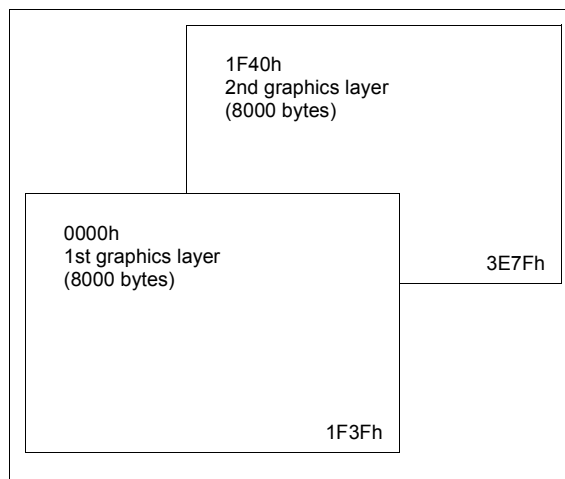 1F40h
2nd graphics layer
(8000 bytes)
3E7Fh
0000h
1st graphics layer
(8000 bytes)
1F3Fh